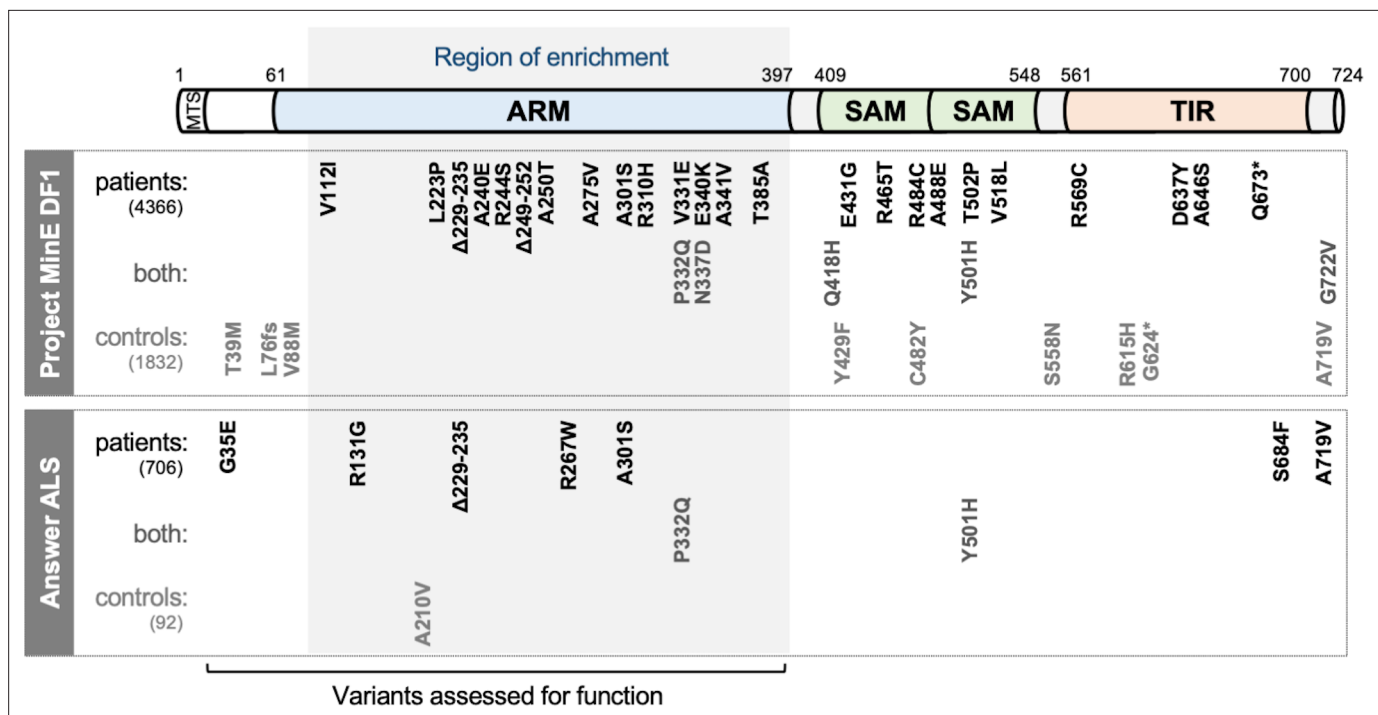 Region of enrichment
1 61 397 409 548 561 700 724
MTS ARM SAM SAM TIR
Project MinE DF1
patients:
(4366)
V112I L223P Δ229-235 A240E R244S Δ249-252 A250T A275V A301S R310H V331E E340K A341V T385A E431G R465T R484C A488E T502P V518L R569C D637Y A646S Q673*
both:
P332Q N337D Q418H Y501H G722V
controls:
(1832)
T39M L76fs V88M Y429F C482Y S558N R615H G624* A719V
Answer ALS
patients:
(706)
G35E R131G Δ229-235 R267W A301S S684F A719V
both:
P332Q Y501H
controls:
(92)
A210V
Variants assessed for function